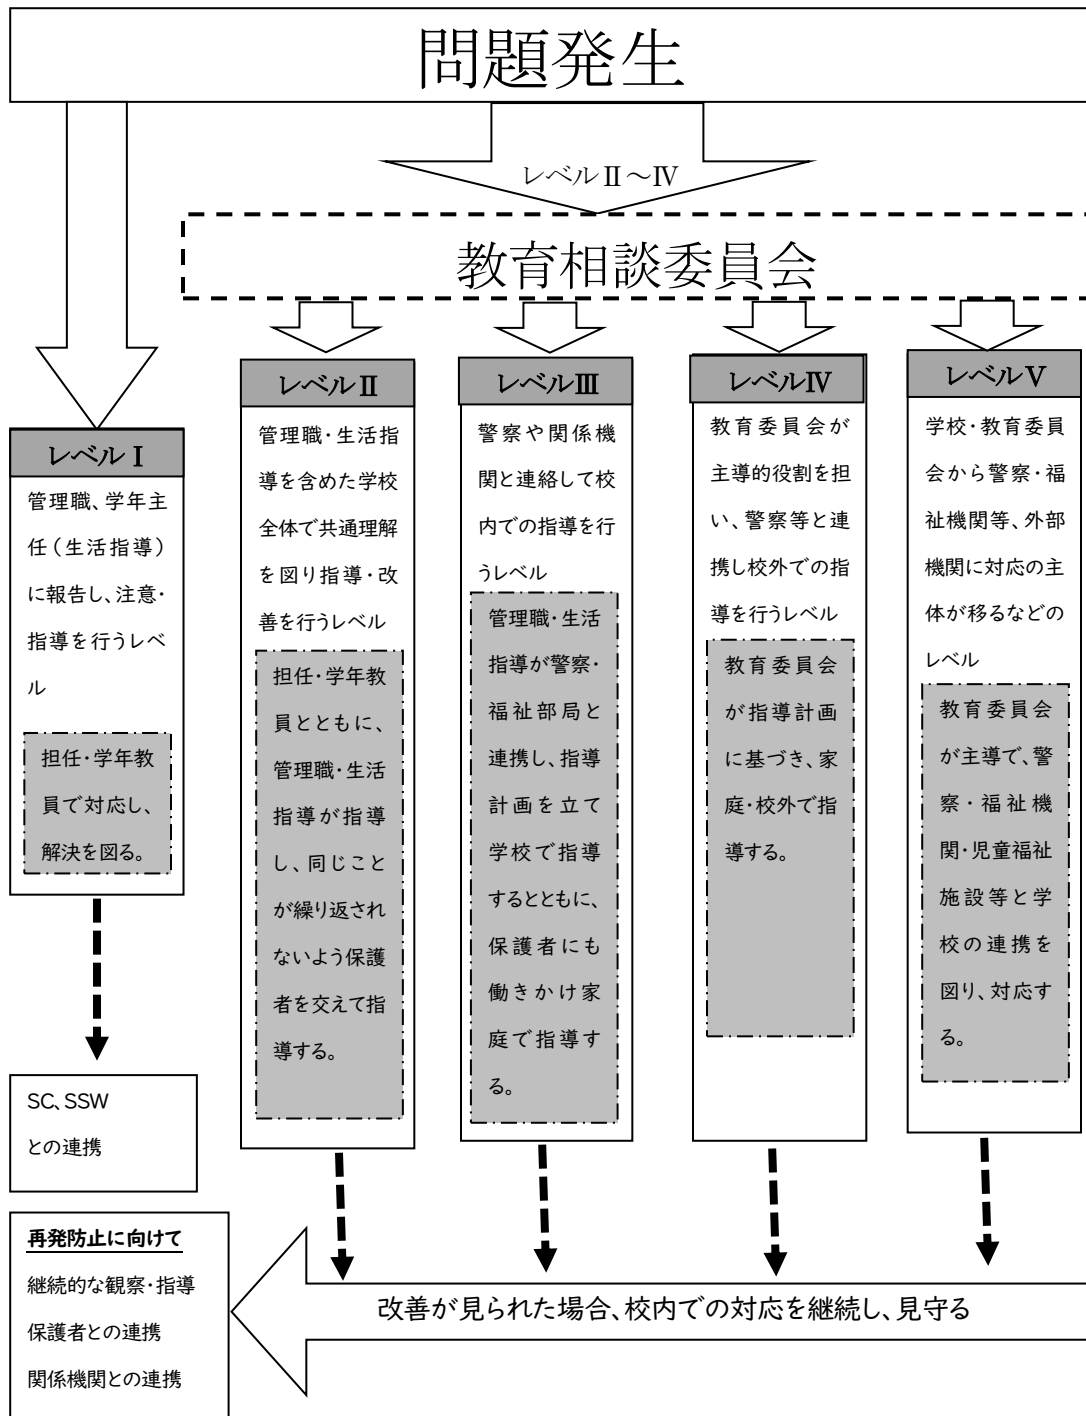 問題発生
レベルⅡ～Ⅳ
教育相談委員会
レベルⅠ
管理職、学年主
任（生活指導）
に報告し、注意・
指導を行うレベ
ル
担任・学年教
員で対応し、
解決を図る。
SC、SSW
との連携
レベルⅡ
管理職・生活指
導を含めた学校
全体で共通理解
を図り指導・改
善を行うレベル
担任・学年教
員とともに、
管理職・生活
指導が指導
し、同じこと
が繰り返され
ないよう保護
者を交えて指
導する。
レベルⅢ
警察や関係機
関と連絡して校
内での指導を行
うレベル
管理職・生活
指導が警察・
福祉部局と
連携し、指導
計画を立て
学校で指導
するとともに、
保護者にも
働きかけ家
庭で指導す
る。
レベルⅣ
教育委員会が
主導的役割を担
い、警察等と連
携し校外での指
導を行うレベル
教育委員会
が指導計画
に基づき、家
庭・校外で指
導する。
レベルⅤ
学校・教育委員
会から警察・福
祉機関等、外部
機関に対応の主
体が移るなどの
レベル
教育委員会
が主導で、警
察・福祉機
関・児童福祉
施設等と学
校の連携を
図り、対応す
る。
改善が見られた場合、校内での対応を継続し、見守る
再発防止に向けて
継続的な観察・指導
保護者との連携
関係機関との連携